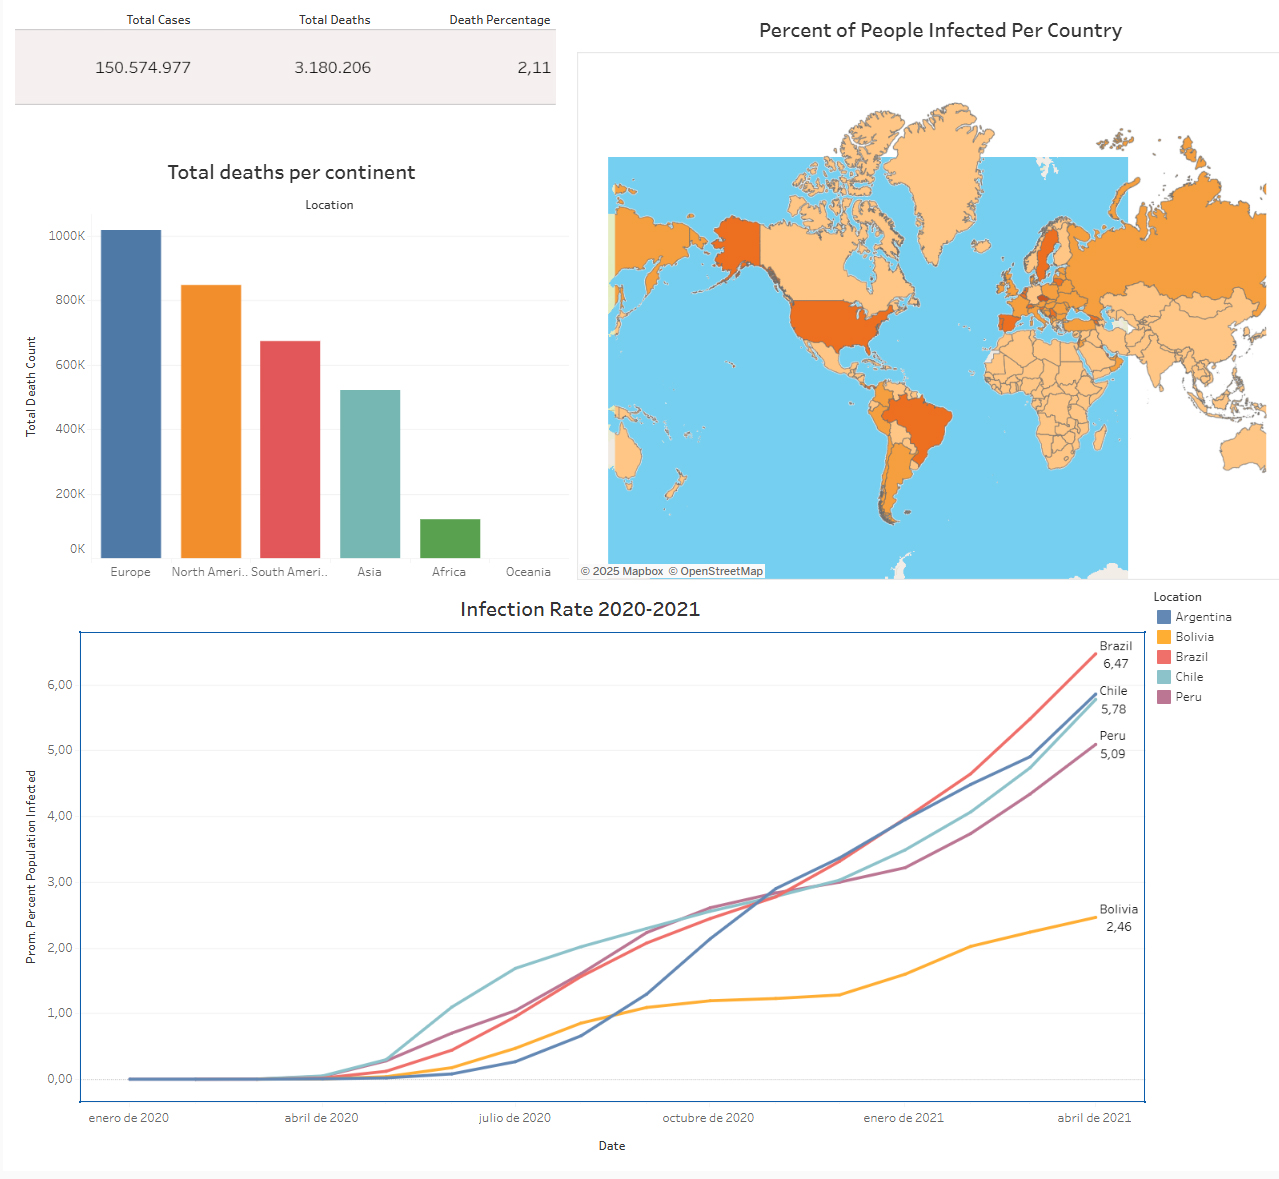 Total Cases Total Deaths Death Percentage
150.574.977 3.180.206 2,11
Percent of People Infected Per Country
© 2025 Mapbox © OpenStreetMap
Total deaths per continent
Location
Total Death Count
1000K
800K
600K
400K
200K
0K
Europe North Ameri.. South Ameri.. Asia Africa Oceania
Infection Rate 2020-2021
Prom. Percent Population Infected
6,00
5,00
4,00
3,00
2,00
1,00
0,00
Brazil
6,47
Chile
5,78
Peru
5,09
Bolivia
2,46
enero de 2020 abril de 2020 julio de 2020 octubre de 2020 enero de 2021 abril de 2021
Date
Location
Argentina
Bolivia
Brazil
Chile
Peru